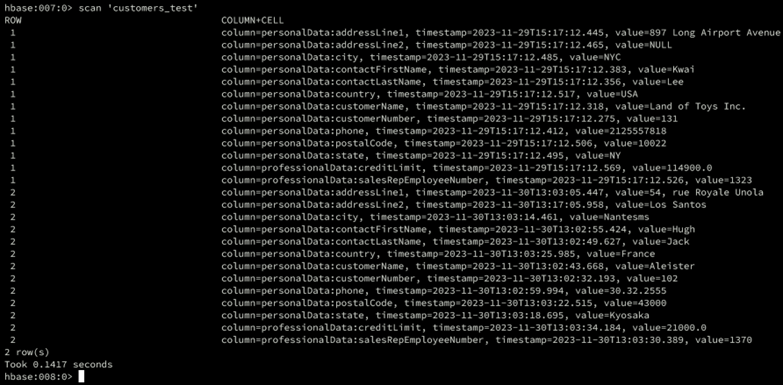 hbase:007:0> scan 'customers_test'
ROW COLUMN+CELL
1 column=personalData:addressLine1, timestamp=2023-11-29T15:17:12.445, value=897 Long Airport Avenue
1 column=personalData:addressLine2, timestamp=2023-11-29T15:17:12.465, value=NULL
1 column=personalData:city, timestamp=2023-11-29T15:17:12.485, value=NYC
1 column=personalData:contactFirstName, timestamp=2023-11-29T15:17:12.383, value=Kwai
1 column=personalData:contactLastName, timestamp=2023-11-29T15:17:12.356, value=Lee
1 column=personalData:country, timestamp=2023-11-29T15:17:12.517, value=USA
1 column=personalData:customerName, timestamp=2023-11-29T15:17:12.318, value=Land of Toys Inc.
1 column=personalData:customerNumber, timestamp=2023-11-29T15:17:12.275, value=131
1 column=personalData:phone, timestamp=2023-11-29T15:17:12.412, value=2125557818
1 column=personalData:postalCode, timestamp=2023-11-29T15:17:12.506, value=10022
1 column=personalData:state, timestamp=2023-11-29T15:17:12.495, value=NY
1 column=professionalData:creditLimit, timestamp=2023-11-29T15:17:12.569, value=114900.0
1 column=professionalData:salesRepEmployeeNumber, timestamp=2023-11-29T15:17:12.526, value=1323
2 column=personalData:addressLine1, timestamp=2023-11-30T13:03:05.447, value=54, rue Royale Unola
2 column=personalData:addressLine2, timestamp=2023-11-30T13:17:05.958, value=Los Santos
2 column=personalData:city, timestamp=2023-11-30T13:03:14.461, value=Nantesms
2 column=personalData:contactFirstName, timestamp=2023-11-30T13:02:55.424, value=Hugh
2 column=personalData:contactLastName, timestamp=2023-11-30T13:02:49.627, value=Jack
2 column=personalData:country, timestamp=2023-11-30T13:03:25.985, value=France
2 column=personalData:customerName, timestamp=2023-11-30T13:02:43.668, value=Aleister
2 column=personalData:customerNumber, timestamp=2023-11-30T13:02:32.193, value=102
2 column=personalData:phone, timestamp=2023-11-30T13:02:59.994, value=30.32.2555
2 column=personalData:postalCode, timestamp=2023-11-30T13:03:22.515, value=43000
2 column=personalData:state, timestamp=2023-11-30T13:03:18.695, value=Kyosaka
2 column=professionalData:creditLimit, timestamp=2023-11-30T13:03:34.184, value=21000.0
2 column=professionalData:salesRepEmployeeNumber, timestamp=2023-11-30T13:03:30.389, value=1370
2 row(s)
Took 0.1417 seconds
hbase:008:0>